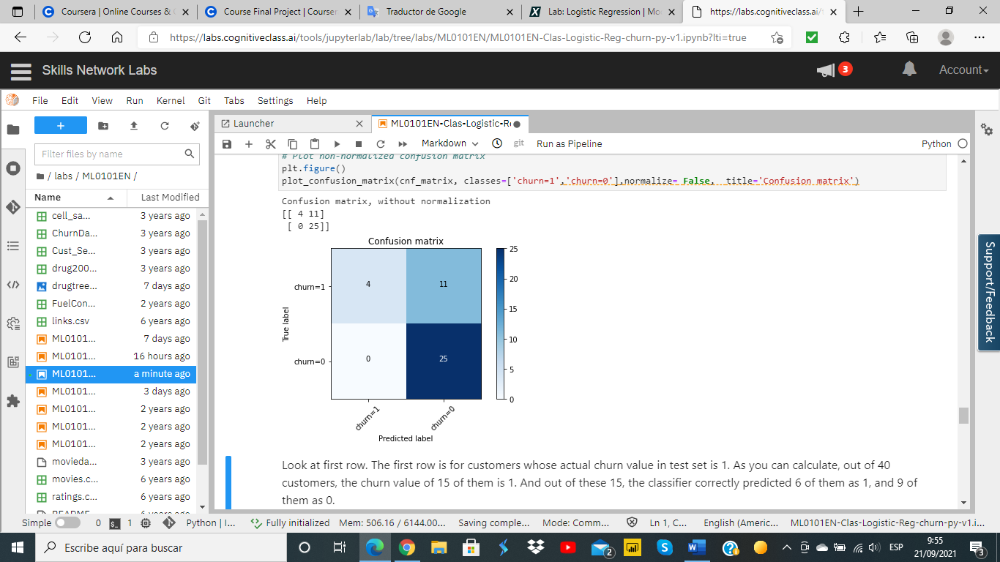 Coursera | Online Courses &
Course Final Project | Courser
Traductor de Google
Lab: Logistic Regression | Mo
https://labs.cognitiveclass.ai/t
https://labs.cognitiveclass.ai/tools/jupyterlab/lab/tree/labs/ML0101EN/ML0101EN-Clas-Logistic-Reg-churn-py-v1.ipynb?lti=true
Skills Network Labs
3
Account
File Edit View Run Kernel Git Tabs Settings Help
Launcher
ML0101EN-Clas-Logistic-Re
Filter files by name
/ labs / ML0101EN /
Name Last Modified
cell_sa... 3 years ago
ChurnDa... 3 years ago
Cust_Se... 3 years ago
drug200... 3 years ago
drugtree... 7 days ago
FuelCon... 2 years ago
links.csv 6 years ago
ML0101... 7 days ago
ML0101... 16 hours ago
ML0101... a minute ago
ML0101... 3 days ago
ML0101... 2 years ago
ML0101... 2 years ago
ML0101... 2 years ago
movieda... 3 years ago
movies.c... 6 years ago
ratings.c... 6 years ago
README 6 years ago
Markdown
git
Run as Pipeline
Python
# Plot non-normalized confusion matrix
plt.figure()
plot_confusion_matrix(cnf_matrix, classes=['churn=1','churn=0'],normalize= False,  title='Confusion matrix')
Confusion matrix, without normalization
[[ 4 11]
[ 0 25]]
Confusion matrix
churn=1
4
11
churn=0
0
25
True label
churn=1
churn=0
Predicted label
25
20
15
10
5
0
Look at first row. The first row is for customers whose actual churn value in test set is 1. As you can calculate, out of 40
customers, the churn value of 15 of them is 1. And out of these 15, the classifier correctly predicted 6 of them as 1, and 9 of
them as 0.
Support/Feedback
Simple 0 1 Python | I... Fully initialized Mem: 506.16 / 6144.00... Saving comple... Mode: Comm... Ln 1, C... English (Americ... ML0101EN-Clas-Logistic-Reg-churn-py-v1.i...
Escribe aquí para buscar
2
ESP
9:55
21/09/2021
3